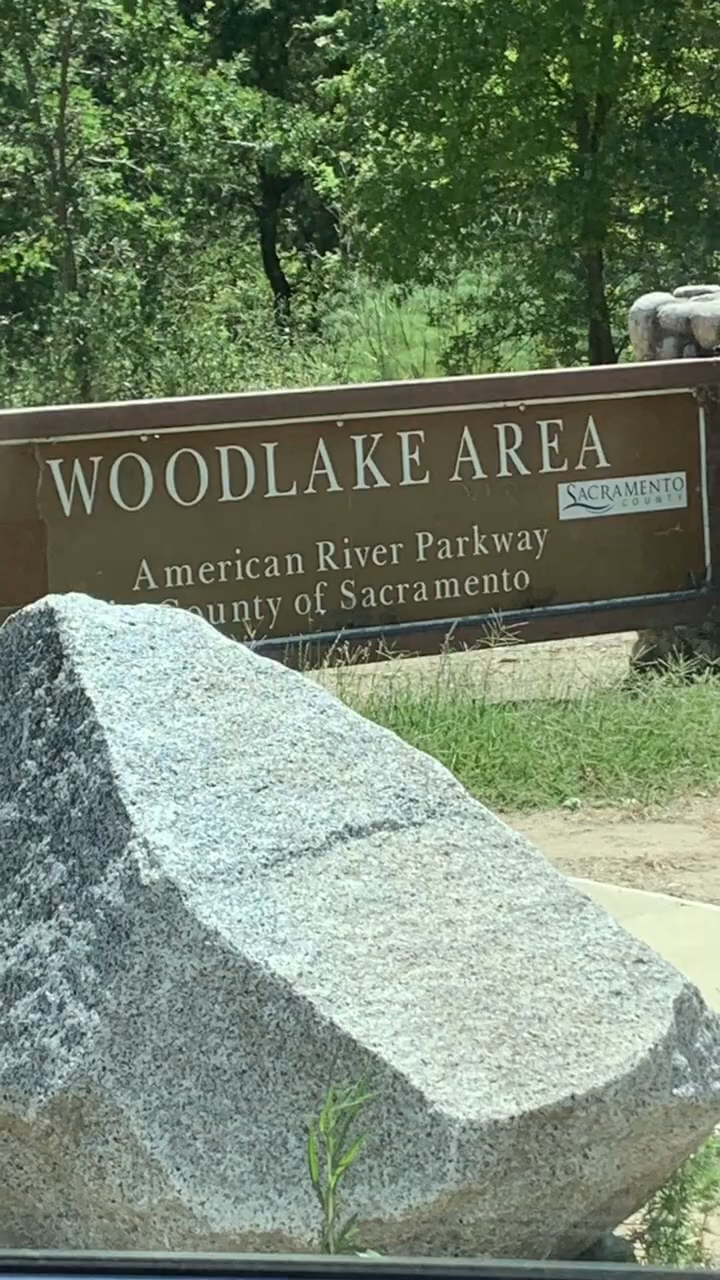 WOODLAKE AREA
SACRAMENTO
COUNTY
American River Parkway
County of Sacramento